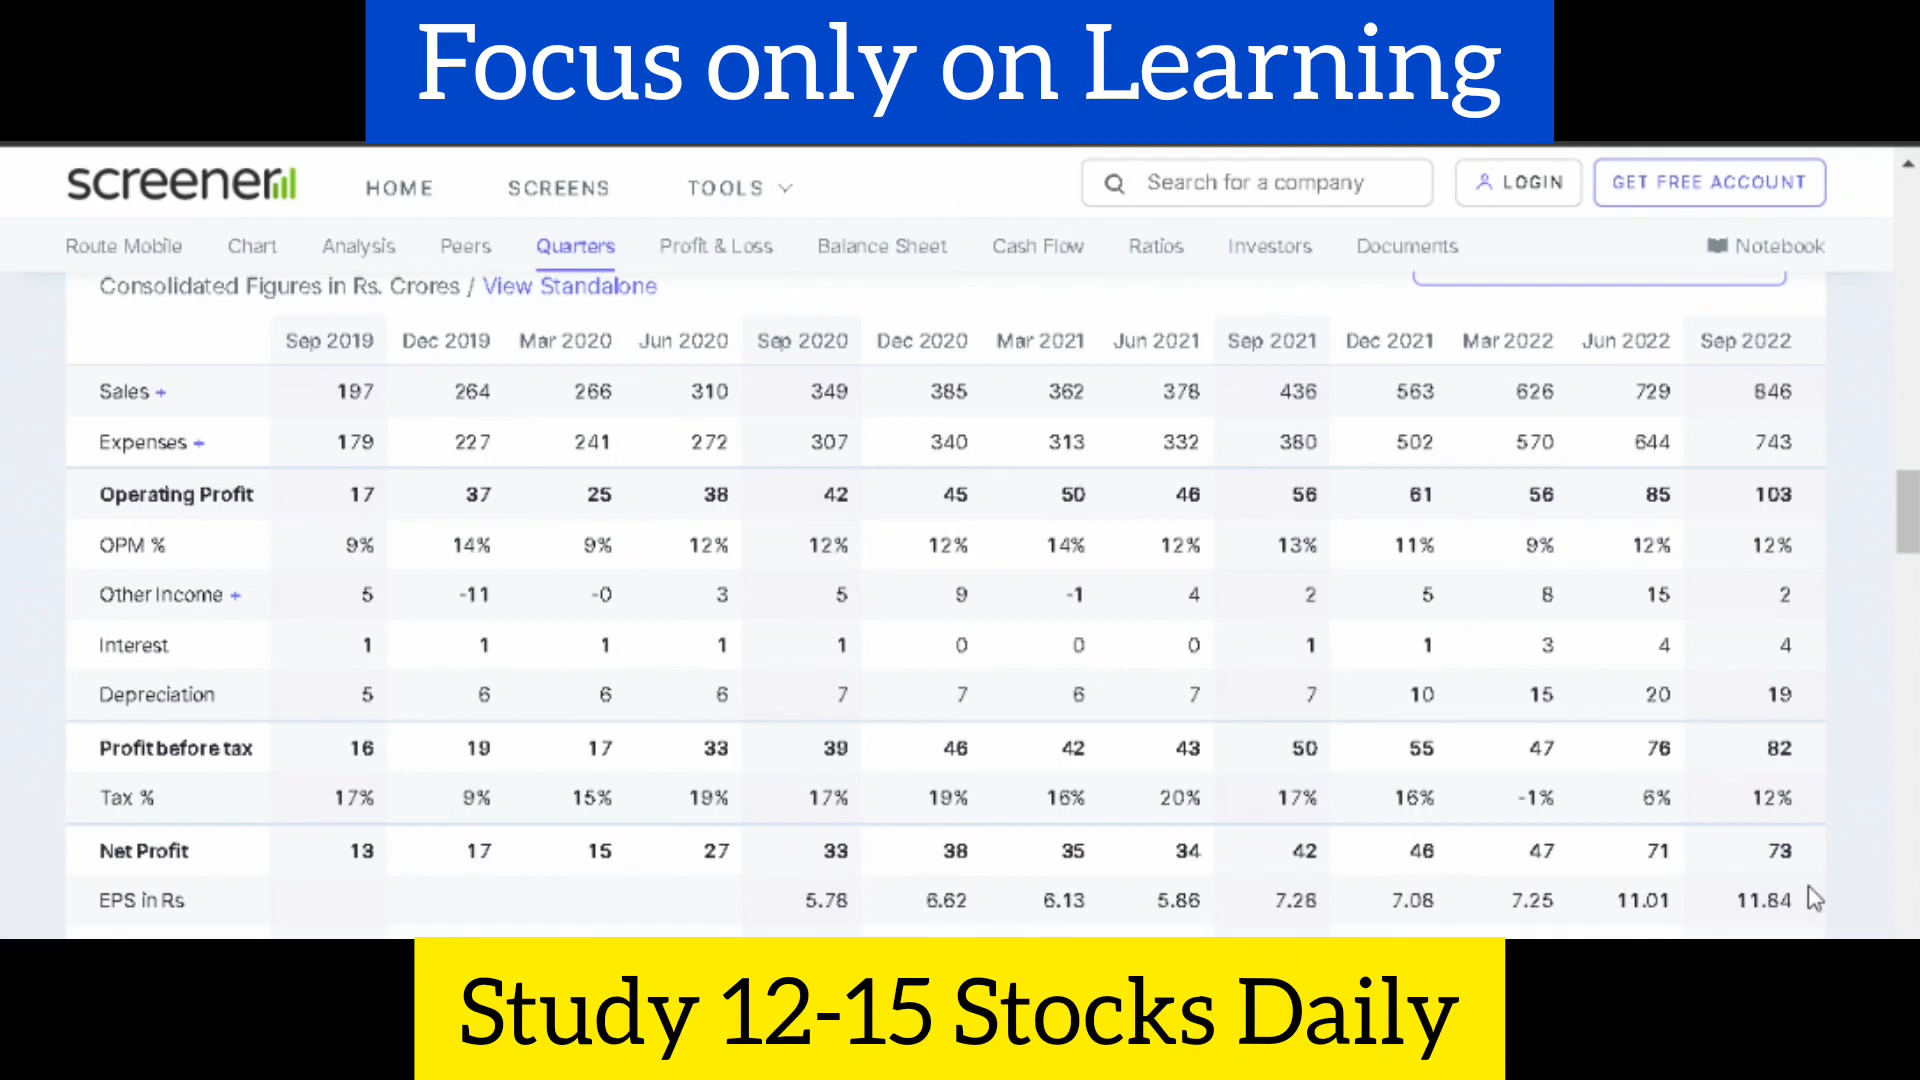 Focus only on Learning
screener
HOME SCREENS TOOLS Search for a company LOGIN GET FREE ACCOUNT
Route Mobile Chart Analysis Peers Quarters Profit & Loss Balance Sheet Cash Flow Ratios Investors Documents Notebook
Consolidated Figures in Rs. Crores / View Standalone
Sep 2019 Dec 2019 Mar 2020 Jun 2020 Sep 2020 Dec 2020 Mar 2021 Jun 2021 Sep 2021 Dec 2021 Mar 2022 Jun 2022 Sep 2022
Sales + 197 264 266 310 349 385 362 378 436 563 626 729 846
Expenses + 179 227 241 272 307 340 313 332 380 502 570 644 743
Operating Profit 17 37 25 38 42 45 50 46 56 61 56 85 103
OPM % 9% 14% 9% 12% 12% 12% 14% 12% 13% 11% 9% 12% 12%
Other Income + 5 -11 -0 3 5 9 -1 4 2 5 8 15 2
Interest 1 1 1 1 1 0 0 0 1 1 3 4 4
Depreciation 5 6 6 6 7 7 6 7 7 10 15 20 19
Profit before tax 16 19 17 33 39 46 42 43 50 55 47 76 82
Tax % 17% 9% 15% 19% 17% 19% 16% 20% 17% 16% -1% 6% 12%
Net Profit 13 17 15 27 33 38 35 34 42 46 47 71 73
EPS in Rs 5.78 6.62 6.13 5.86 7.28 7.08 7.25 11.01 11.84
Study 12-15 Stocks Daily